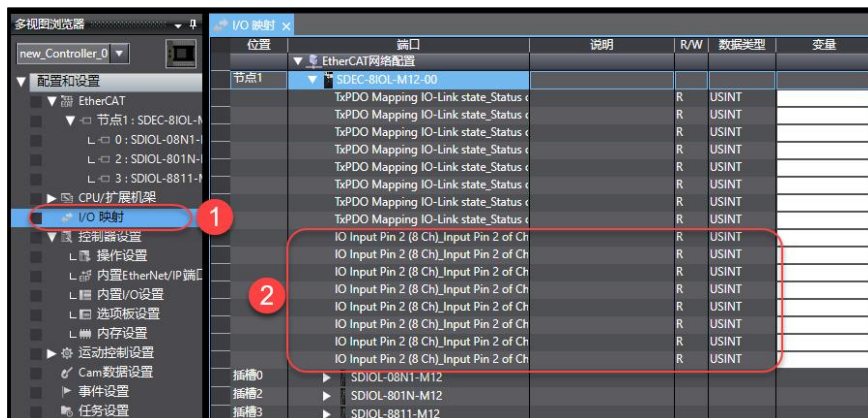 多视图浏览器
new_Controller_0
配置和设置
EtherCAT
节点1 : SDEC-8IOL-M
0 : SDIOL-08N1-
2 : SDIOL-801N-
3 : SDIOL-8811-M
CPU/扩展机架
I/O 映射
控制器设置
操作设置
内置EtherNet/IP端口
内置I/O设置
选项板设置
内存设置
运动控制设置
Cam数据设置
事件设置
任务设置
1
2
I/O 映射
位置 端口 说明 R/W 数据类型 变量
EtherCAT网络配置
节点1 SDEC-8IOL-M12-00
TxPDO Mapping IO-Link state_Status R USINT
TxPDO Mapping IO-Link state_Status R USINT
TxPDO Mapping IO-Link state_Status R USINT
TxPDO Mapping IO-Link state_Status R USINT
TxPDO Mapping IO-Link state_Status R USINT
TxPDO Mapping IO-Link state_Status R USINT
TxPDO Mapping IO-Link state_Status R USINT
TxPDO Mapping IO-Link state_Status R USINT
IO Input Pin 2 (8 Ch)_Input Pin 2 of Ch R USINT
IO Input Pin 2 (8 Ch)_Input Pin 2 of Ch R USINT
IO Input Pin 2 (8 Ch)_Input Pin 2 of Ch R USINT
IO Input Pin 2 (8 Ch)_Input Pin 2 of Ch R USINT
IO Input Pin 2 (8 Ch)_Input Pin 2 of Ch R USINT
IO Input Pin 2 (8 Ch)_Input Pin 2 of Ch R USINT
IO Input Pin 2 (8 Ch)_Input Pin 2 of Ch R USINT
IO Input Pin 2 (8 Ch)_Input Pin 2 of Ch R USINT
插槽0 SDIOL-08N1-M12
插槽2 SDIOL-801N-M12
插槽3 SDIOL-8811-M12